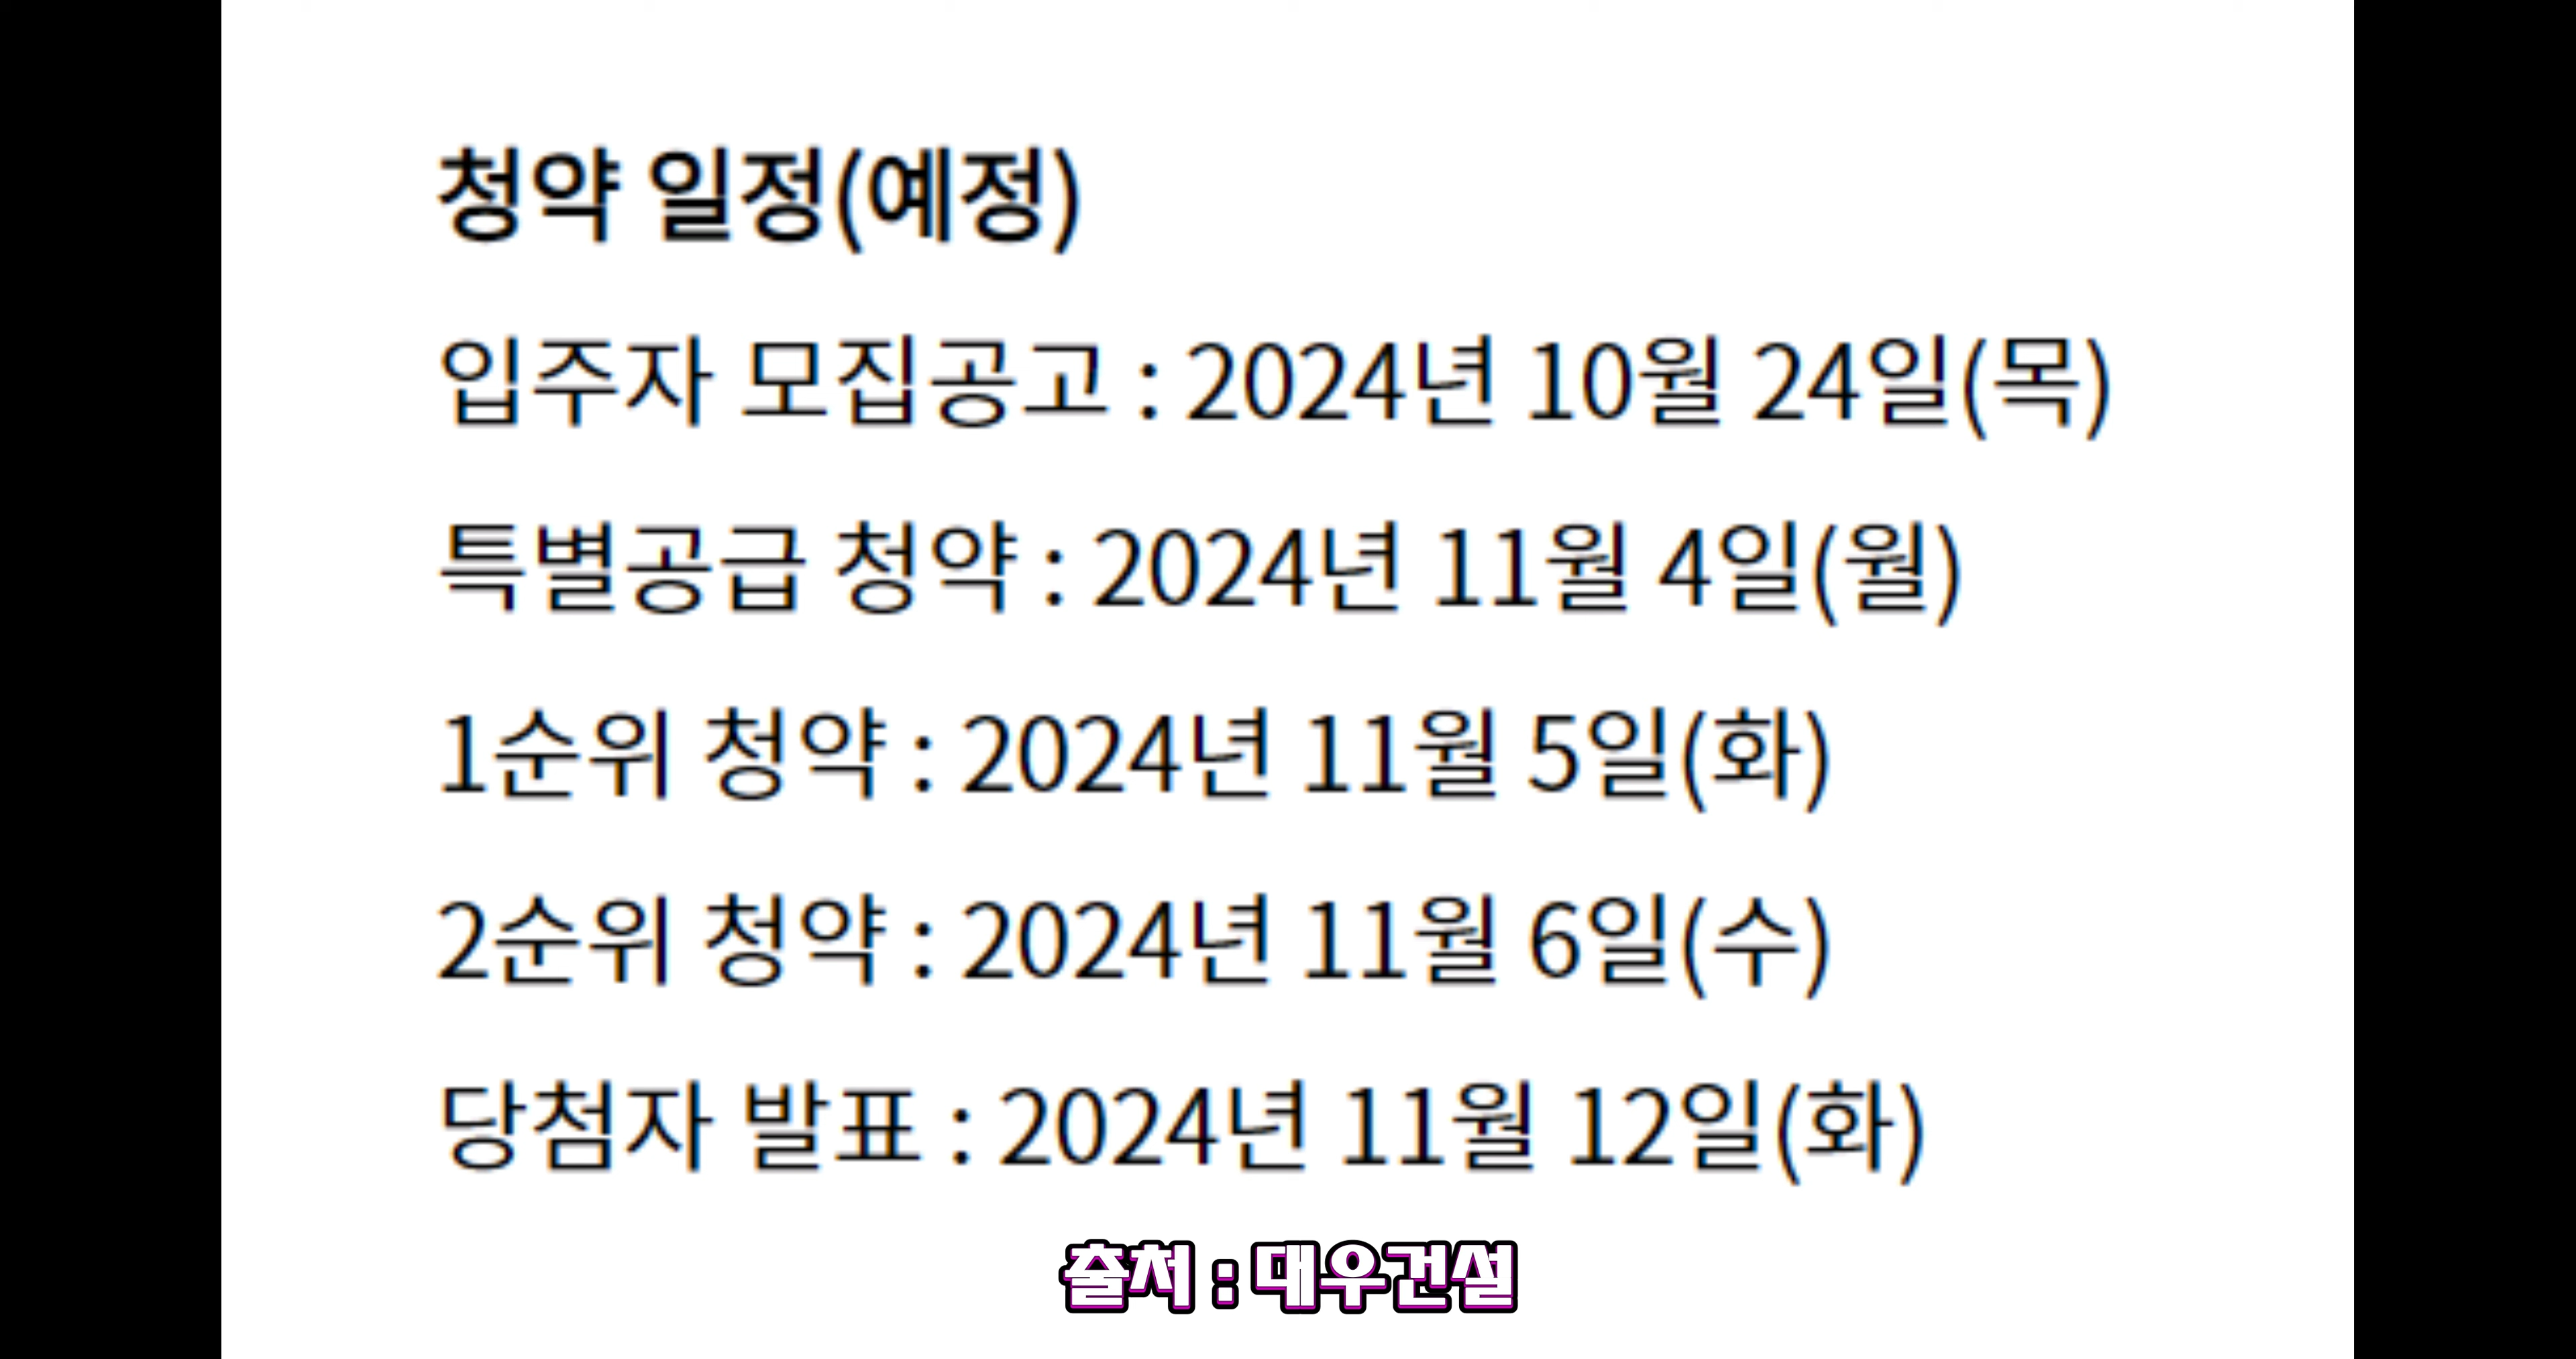 청약 일정(예정)
입주자 모집공고 : 2024년 10월 24일(목)
특별공급 청약 : 2024년 11월 4일(월)
1순위 청약 : 2024년 11월 5일(화)
2순위 청약 : 2024년 11월 6일(수)
당첨자 발표 : 2024년 11월 12일(화)
출처 : 대우건설